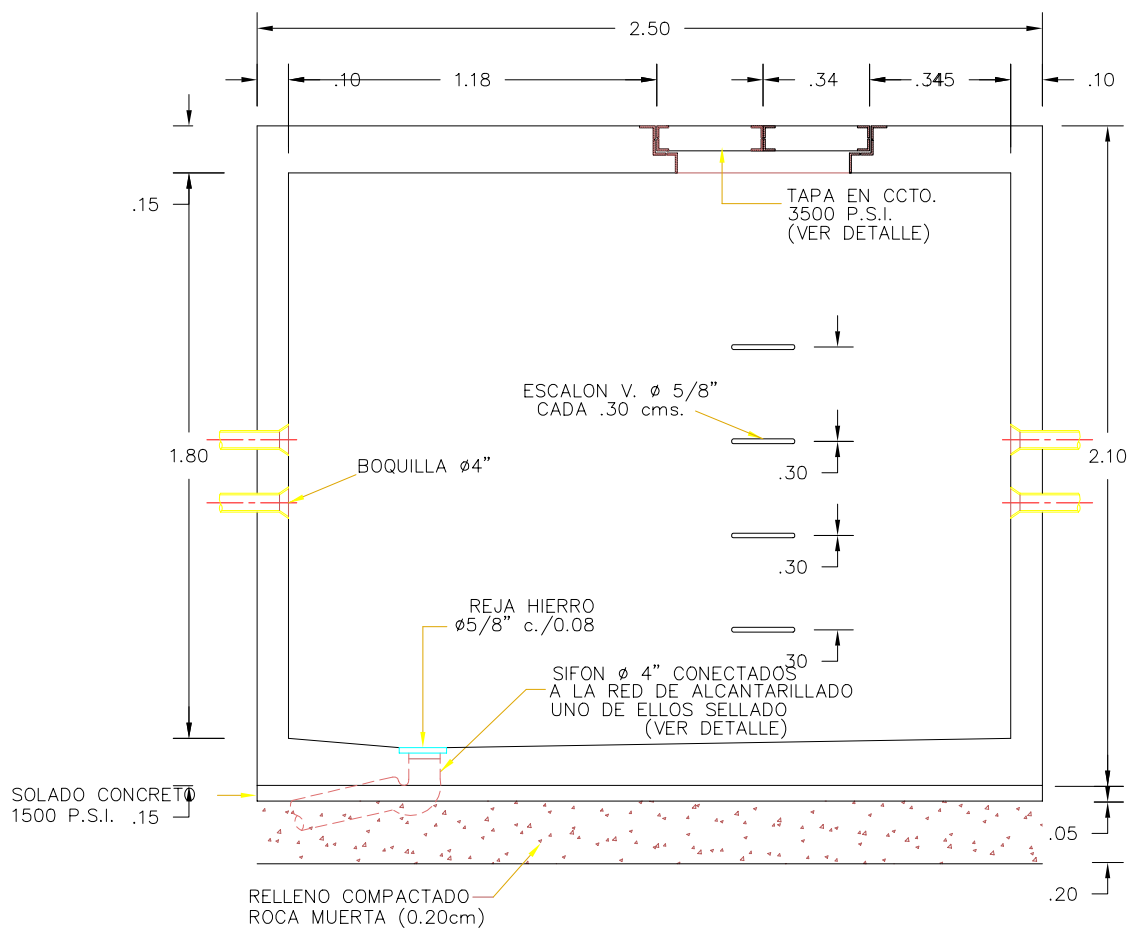 2.50
.10
1.18
.34
.34
.45
.10
.15
TAPA EN CCTO.
3500 P.S.I.
(VER DETALLE)
ESCALON V. ø 5/8"
CADA .30 cms.
1.80
BOQUILLA ø4"
.30
2.10
.30
REJA HIERRO
ø5/8" c./0.08
.30
SIFON ø 4" CONECTADOS
A LA RED DE ALCANTARILLADO
UNO DE ELLOS SELLADO
(VER DETALLE)
SOLADO CONCRETO
1500 P.S.I.
.15
.05
RELLENO COMPACTADO
ROCA MUERTA (0.20cm)
.20